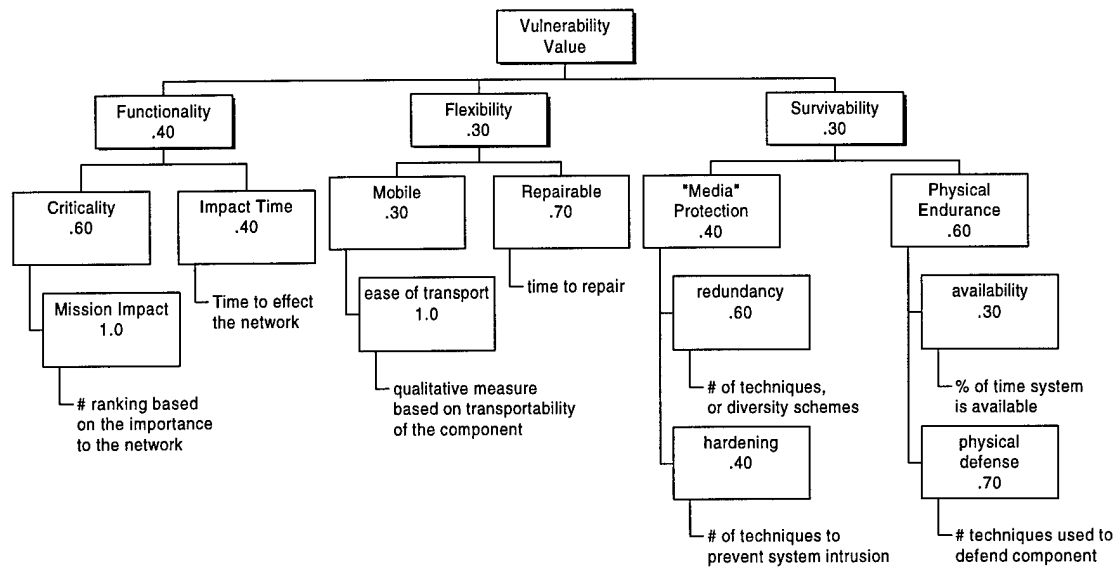 Vulnerability
Value
Functionality
.40
Flexibility
.30
Survivability
.30
Criticality
.60
Impact Time
.40
Mobile
.30
Repairable
.70
"Media"
Protection
.40
Physical
Endurance
.60
Mission Impact
1.0
Time to effect
the network
ease of transport
1.0
time to repair
redundancy
.60
availability
.30
# ranking based
on the importance
to the network
qualitative measure
based on transportability
of the component
# of techniques,
or diversity schemes
% of time system
is available
hardening
.40
physical
defense
.70
# of techniques to
prevent system intrusion
# techniques used to
defend component